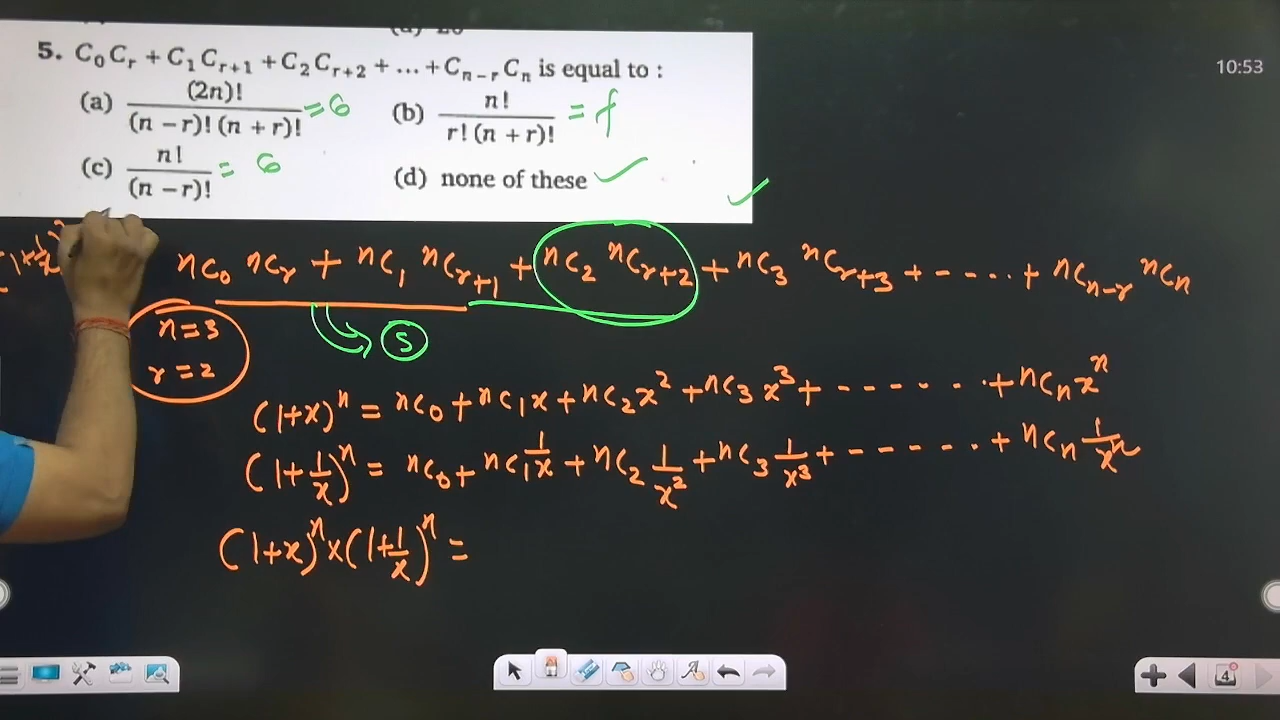 (d) 20
10:53
5. C₀Cᵣ + C₁Cᵣ₊₁ + C₂Cᵣ₊₂ + ... + Cₙ₋ᵣCₙ is equal to :
(a) (2n)! / (n − r)! (n + r)! = 6 (b) n! / r! (n + r)! = f
(c) n! / (n − r)! = 6 (d) none of these ✓
✓
ⁿC₀ ⁿCᵣ + ⁿC₁ ⁿCᵣ₊₁ + ⁿC₂ ⁿCᵣ₊₂ + ⁿC₃ ⁿCᵣ₊₃ + - - ... + ⁿCₙ₋ᵣ ⁿCₙ
n=3
r=2
5
(1+x)ⁿ = ⁿC₀ + ⁿC₁x + ⁿC₂x² + ⁿC₃x³ + - - - - - - + ⁿCₙxⁿ
(1+1/x)ⁿ = ⁿC₀ + ⁿC₁ 1/x + ⁿC₂ 1/x² + ⁿC₃ 1/x³ + - - - - - . + ⁿCₙ 1/xⁿ
(1+x)ⁿ×(1+1/x)ⁿ =
4